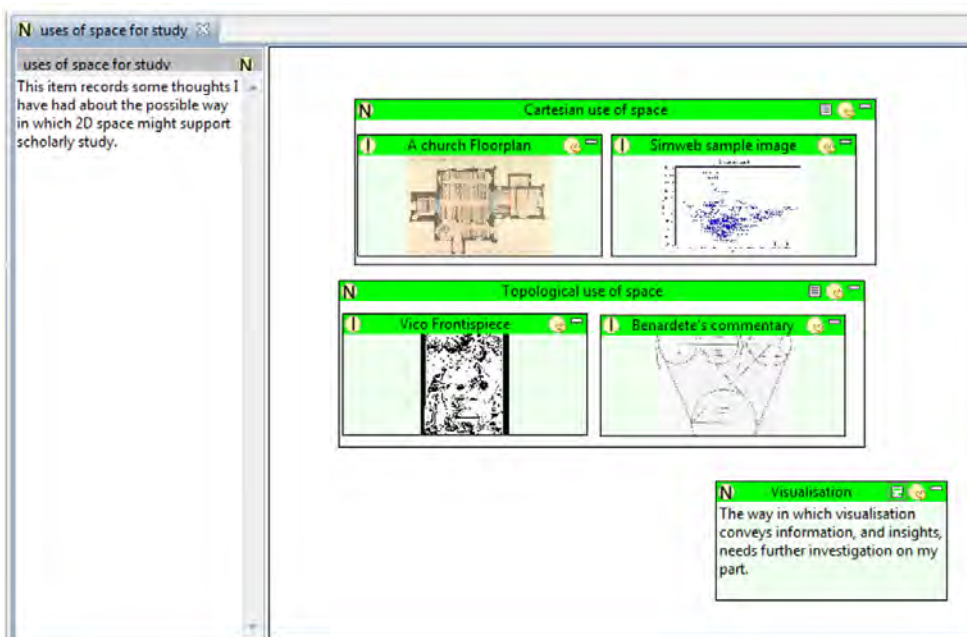 N uses of space for study
uses of space for study N
This item records some thoughts I
have had about the possible way
in which 2D space might support
scholarly study.
N Cartesian use of space
I A church Floorplan
I Simweb sample image
N Topological use of space
I Vico Frontispiece
I Benardete's commentary
N Visualisation
The way in which visualisation
conveys information, and insights,
needs further investigation on my
part.